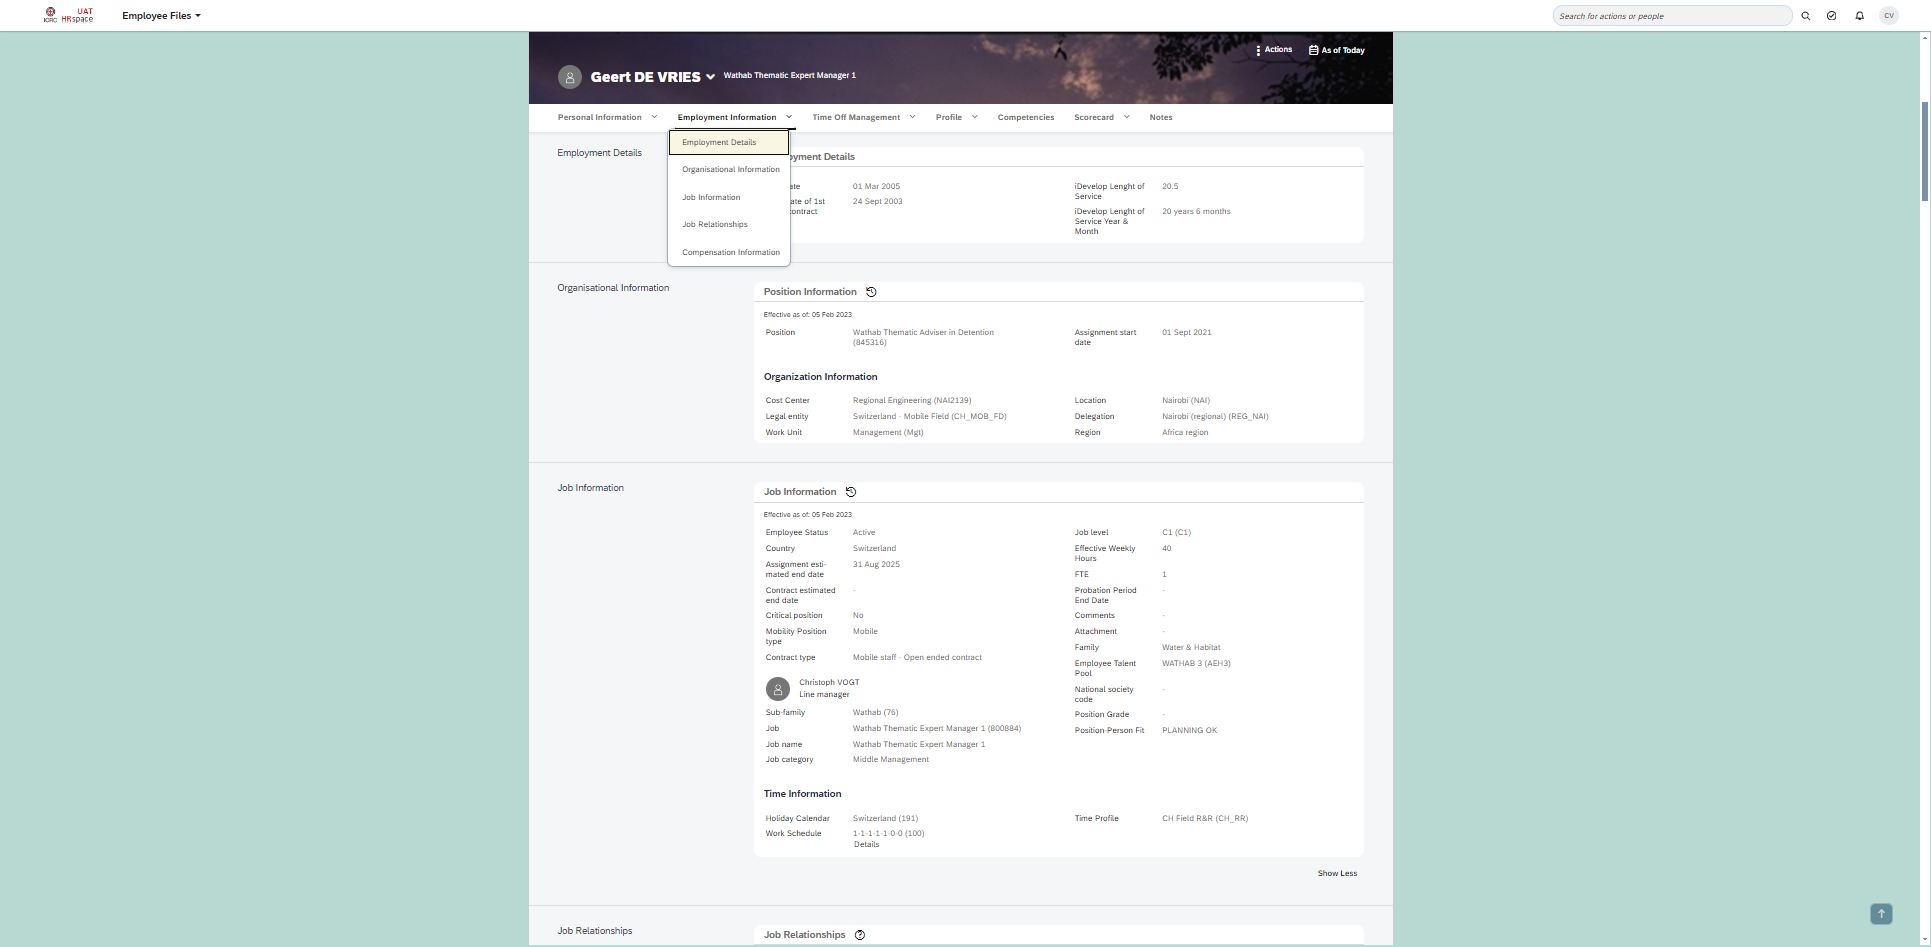 ICRC
UAT
HRspace
Employee Files
Search for actions or people
CV
Actions
As of Today
Geert DE VRIES
Wathab Thematic Expert Manager 1
Personal Information
Employment Information
Time Off Management
Profile
Competencies
Scorecard
Notes
Employment Details
Organisational Information
Job Information
Job Relationships
Compensation Information
Employment Details
yment Details
ate
01 Mar 2005
ate of 1st
ontract
24 Sept 2003
iDevelop Lenght of
Service
20.5
iDevelop Lenght of
Service Year &
Month
20 years 6 months
Organisational Information
Position Information
Effective as of: 05 Feb 2023
Position
Wathab Thematic Adviser in Detention
(845316)
Assignment start
date
01 Sept 2021
Organization Information
Cost Center
Regional Engineering (NAI2139)
Location
Nairobi (NAI)
Legal entity
Switzerland - Mobile Field (CH_MOB_FD)
Delegation
Nairobi (regional) (REG_NAI)
Work Unit
Management (Mgt)
Region
Africa region
Job Information
Job Information
Effective as of: 05 Feb 2023
Employee Status
Active
Country
Switzerland
Assignment esti-
mated end date
31 Aug 2025
Contract estimated
end date
-
Critical position
No
Mobility Position
type
Mobile
Contract type
Mobile staff - Open ended contract
Christoph VOGT
Line manager
Sub-family
Wathab (76)
Job
Wathab Thematic Expert Manager 1 (800884)
Job name
Wathab Thematic Expert Manager 1
Job category
Middle Management
Job level
C1 (C1)
Effective Weekly
Hours
40
FTE
1
Probation Period
End Date
-
Comments
-
Attachment
-
Family
Water & Habitat
Employee Talent
Pool
WATHAB 3 (AEH3)
National society
code
-
Position Grade
-
Position-Person Fit
PLANNING OK
Time Information
Holiday Calendar
Switzerland (191)
Time Profile
CH Field R&R (CH_RR)
Work Schedule
1-1-1-1-1-0-0 (100)
Details
Show Less
Job Relationships
Job Relationships